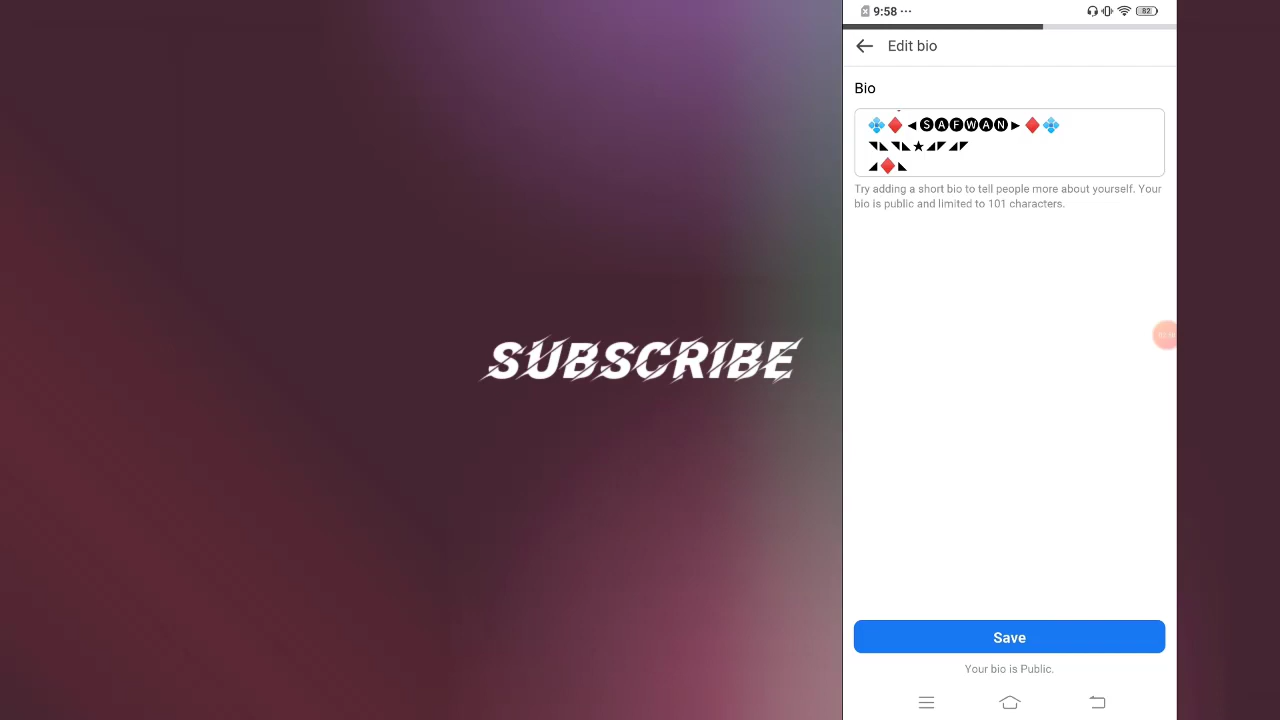 9:58 ···
82
Edit bio
Bio
💠♦️◄🅢🅐🅕🅦🅐🅝►♦️💠
◥◣◥◣★◢◤◢◤
◢♦️◣
Try adding a short bio to tell people more about yourself. Your
bio is public and limited to 101 characters.
SUBSCRIBE
Save
Your bio is Public.